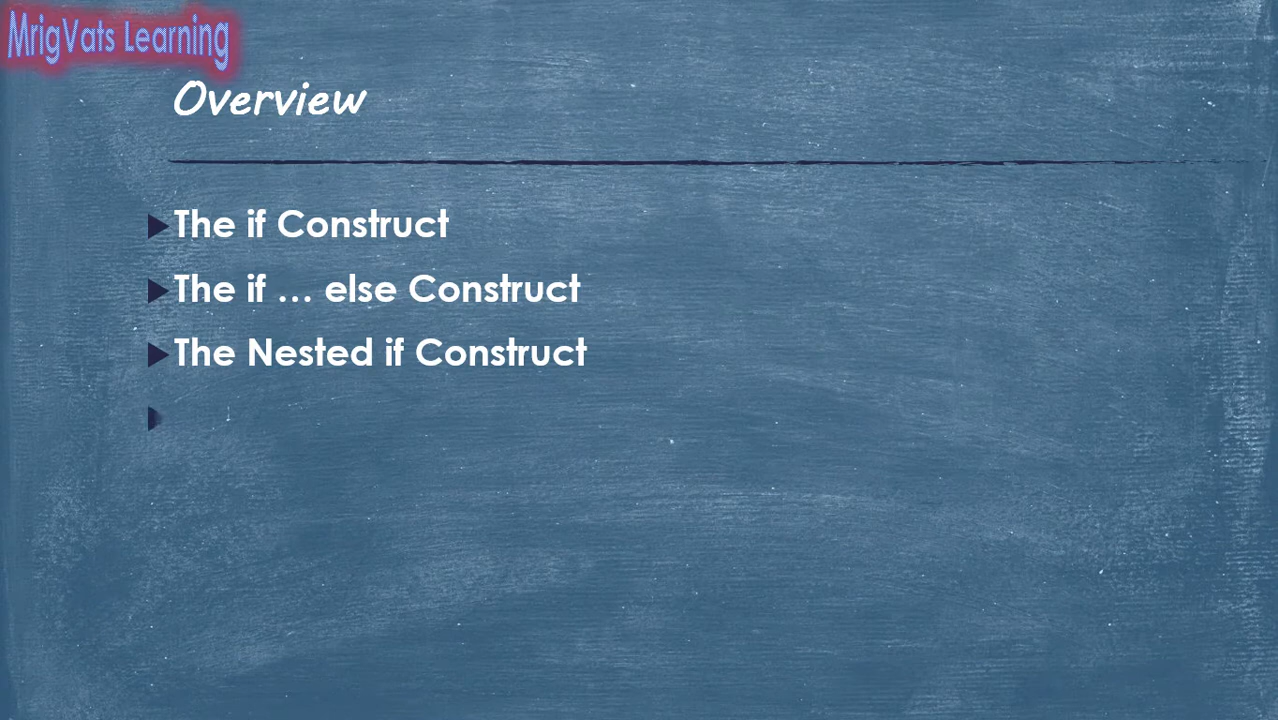 MrigVats Learning
Overview
The if Construct
The if … else Construct
The Nested if Construct